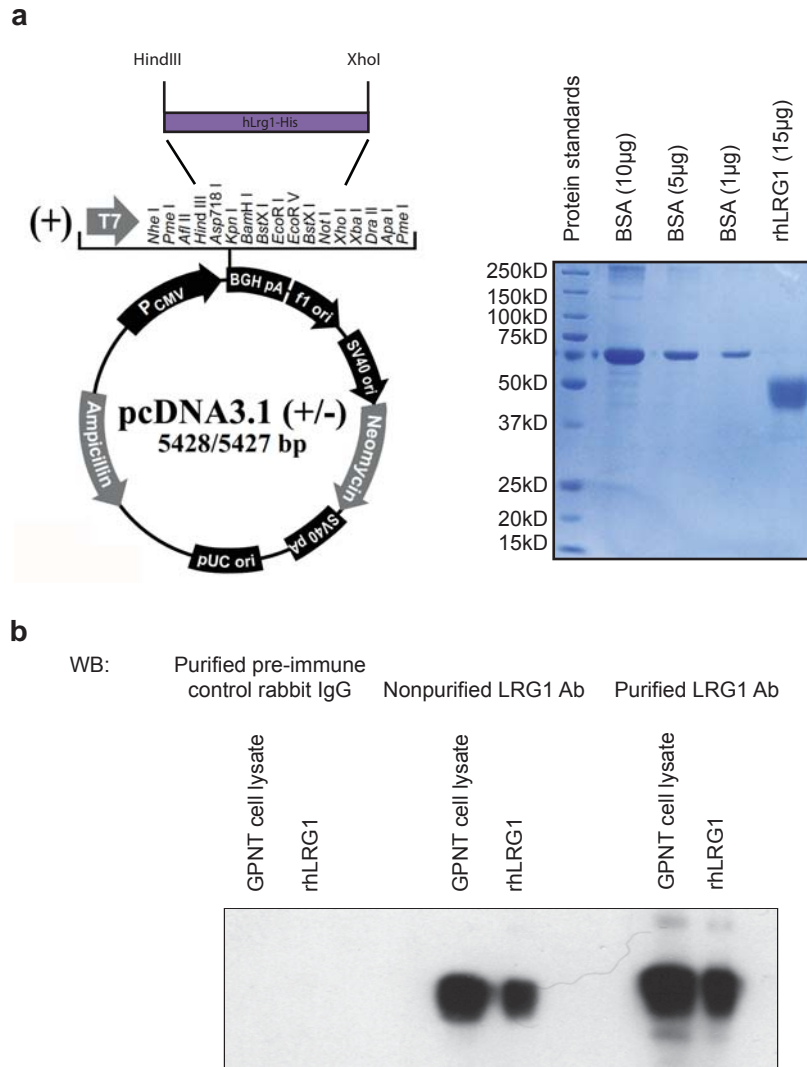 a
HindIII
XhoI
hLrg1-His
(+)
T7
Nhe I
Pme I
Afl II
Hind III
Asp718 I
Kpn I
BamH I
BstX I
EcoR I
EcoR V
BstX I
Not I
Xho I
Xba I
Dra II
Apa I
Pme I
PCMV
BGH pA
f1 ori
SV40 ori
Neomycin
SV40 pA
pUC ori
Ampicillin
pcDNA3.1 (+/-)
5428/5427 bp
Protein standards
BSA (10µg)
BSA (5µg)
BSA (1µg)
rhLRG1 (15µg)
250kD
150kD
100kD
75kD
50kD
37kD
25kD
20kD
15kD
b
WB:
Purified pre-immune
control rabbit IgG
Nonpurified LRG1 Ab
Purified LRG1 Ab
GPNT cell lysate
rhLRG1
GPNT cell lysate
rhLRG1
GPNT cell lysate
rhLRG1